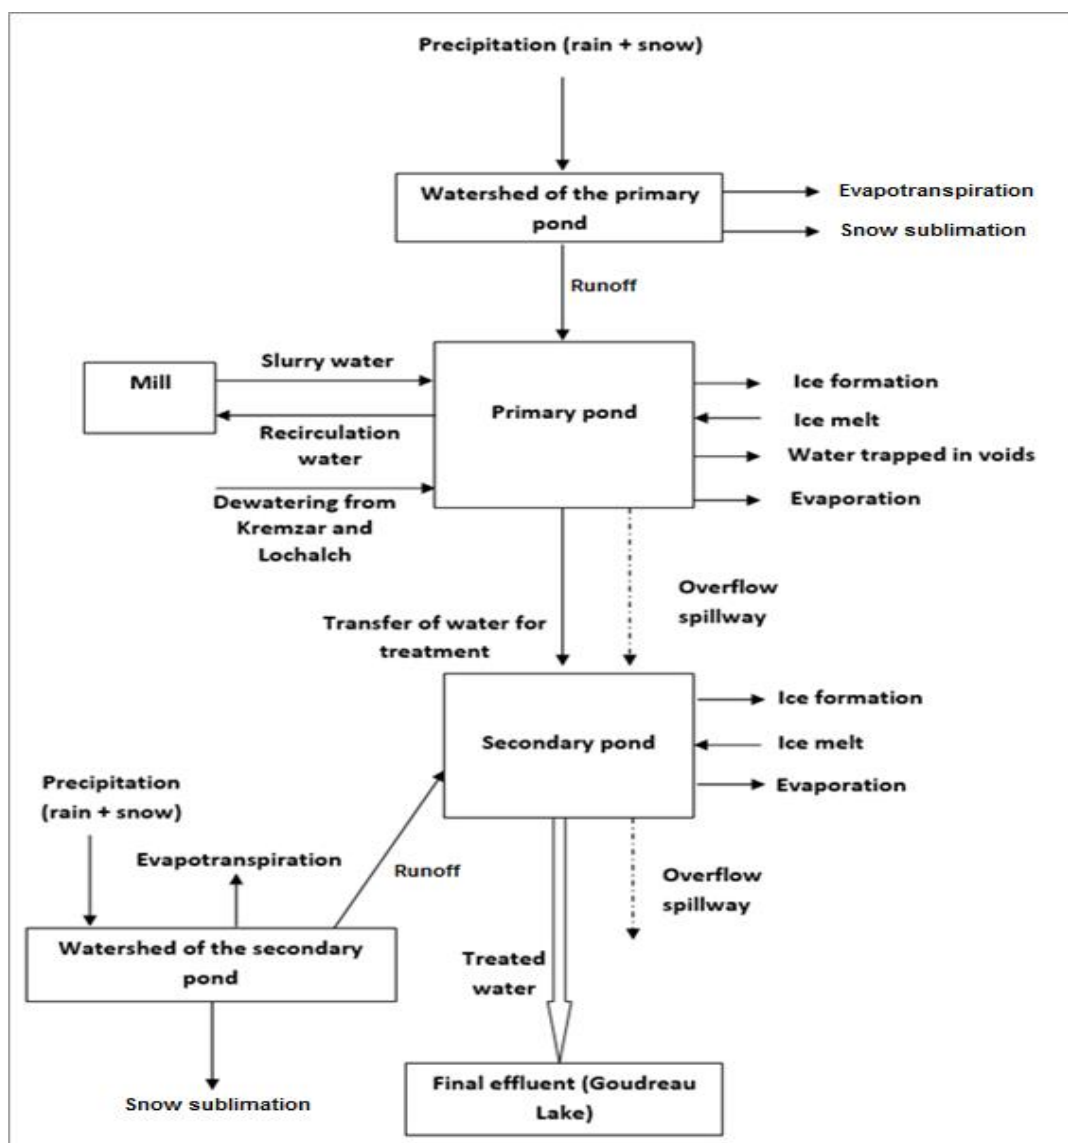 Precipitation (rain + snow)
Watershed of the primary
pond
Evapotranspiration
Snow sublimation
Runoff
Mill
Slurry water
Recirculation
water
Dewatering from
Kremzar and
Lochalch
Primary pond
Ice formation
Ice melt
Water trapped in voids
Evaporation
Transfer of water for
treatment
Overflow
spillway
Secondary pond
Ice formation
Ice melt
Evaporation
Precipitation
(rain + snow)
Evapotranspiration
Runoff
Watershed of the secondary
pond
Snow sublimation
Overflow
spillway
Treated
water
Final effluent (Goudreau
Lake)